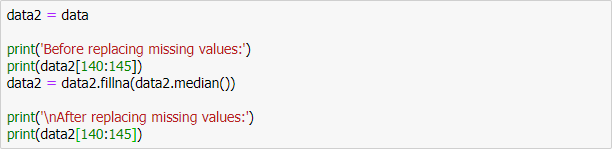 data2 = data
print('Before replacing missing values:')
print(data2[140:145])
data2 = data2.fillna(data2.median())
print('\nAfter replacing missing values:')
print(data2[140:145])